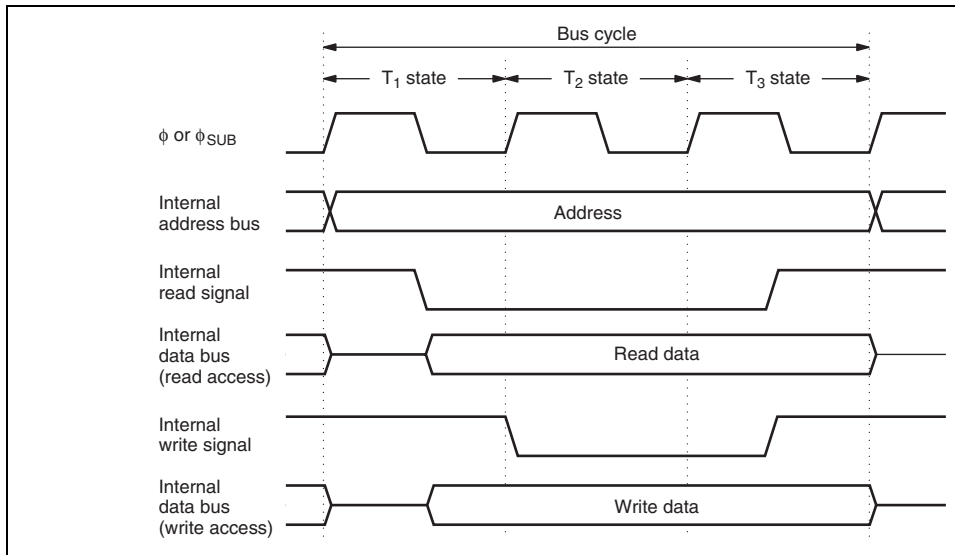 Bus cycle
T₁ state
T₂ state
T₃ state
ϕ or ϕSUB
Internal
address bus
Address
Internal
read signal
Internal
data bus
(read access)
Read data
Internal
write signal
Internal
data bus
(write access)
Write data